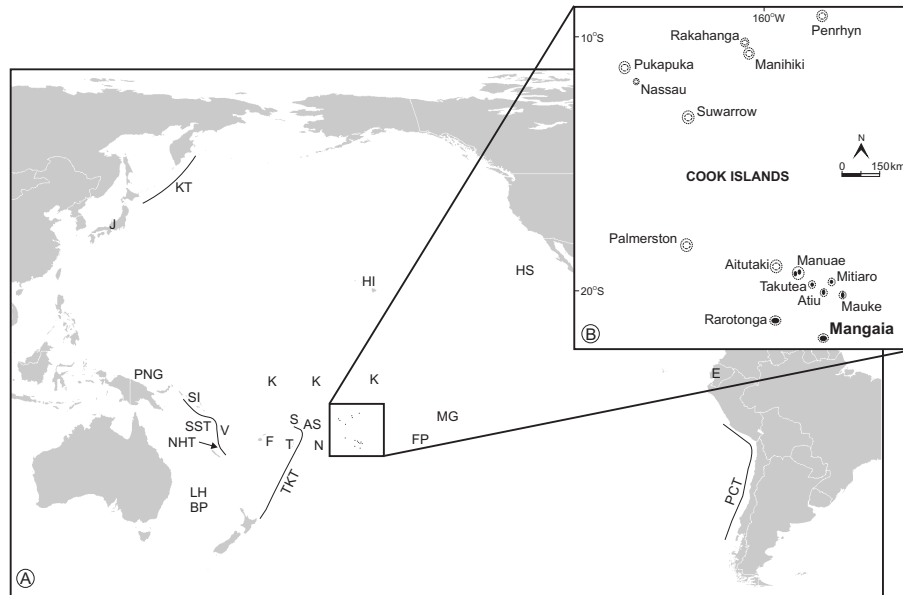 160°W
10°S
Rakahanga
Penrhyn
Pukapuka
Manihiki
Nassau
Suwarrow
N
0 150km
COOK ISLANDS
Palmerston
Aitutaki
Manuae
Mitiaro
Takutea
Atiu
Mauke
20°S
Rarotonga
Mangaia
B
KT
J
HI
HS
PNG
K
K
K
E
SI
SST
V
S
AS
MG
NHT
F
T
N
FP
TKT
LH
BP
PCT
A